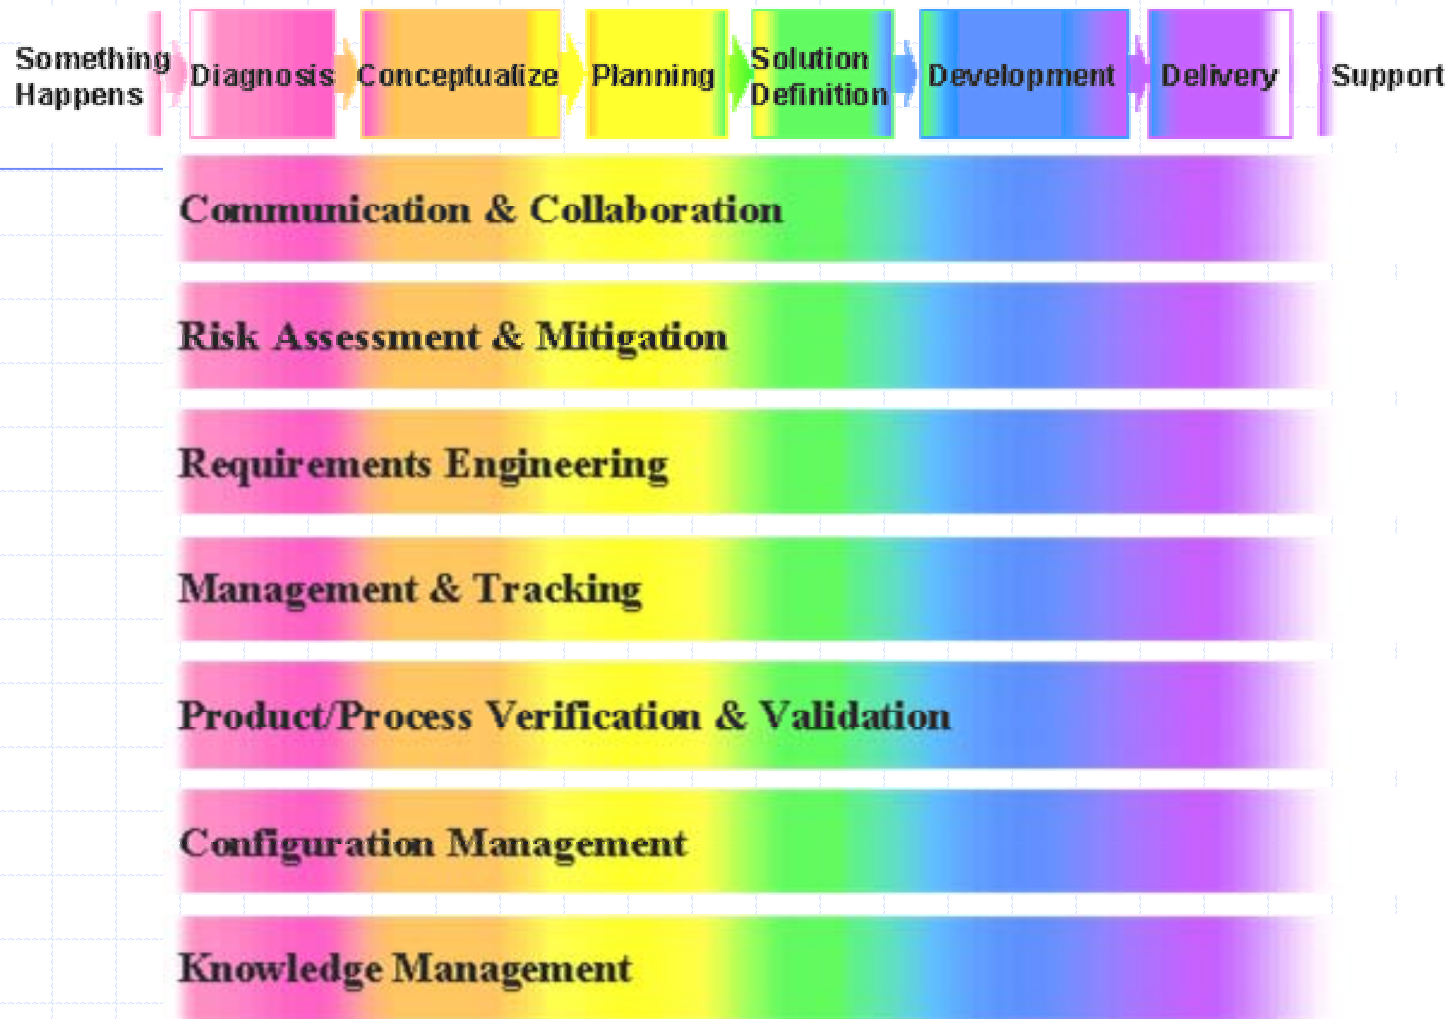 Something
Happens
Diagnosis
Conceptualize
Planning
Solution
Definition
Development
Delivery
Support
Communication & Collaboration
Risk Assessment & Mitigation
Requirements Engineering
Management & Tracking
Product/Process Verification & Validation
Configuration Management
Knowledge Management